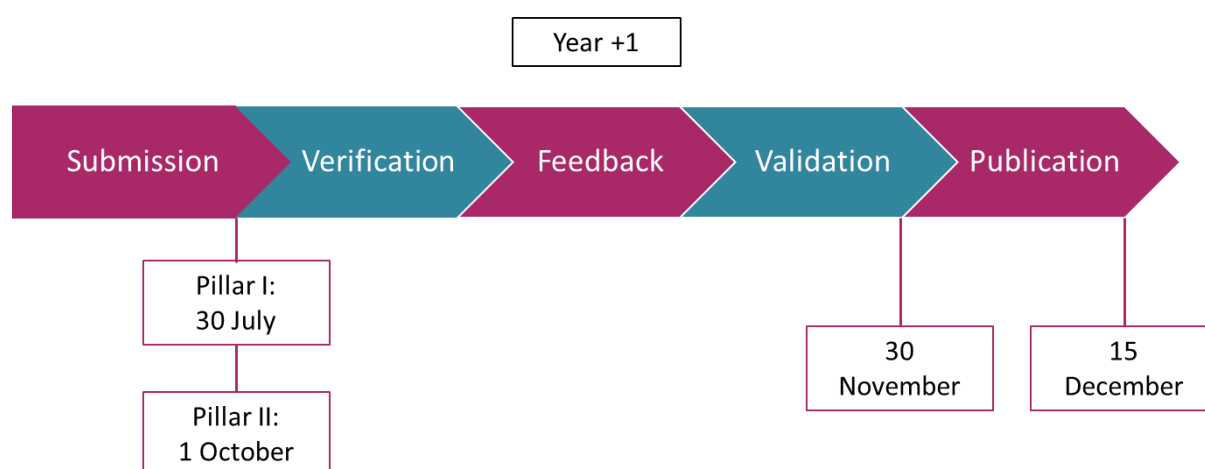 Year +1
Submission
Verification
Feedback
Validation
Publication
Pillar I:
30 July
Pillar II:
1 October
30
November
15
December